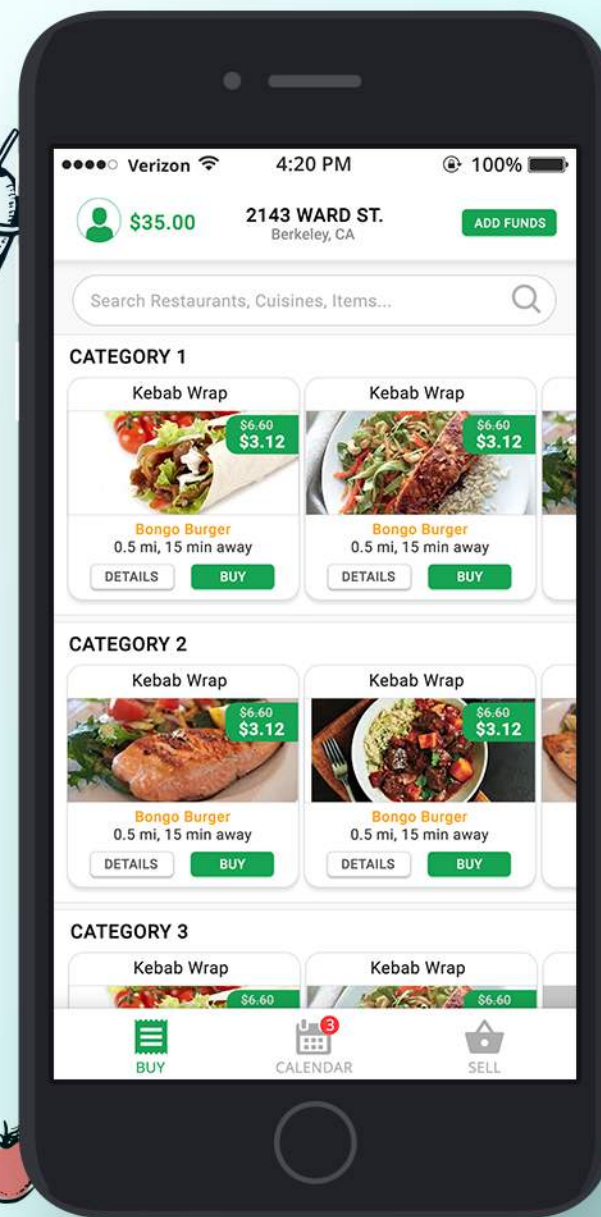 Verizon 4:20 PM 100%
$35.00 2143 WARD ST. ADD FUNDS
Berkeley, CA
Search Restaurants, Cuisines, Items...
CATEGORY 1
Kebab Wrap Kebab Wrap
$6.60 $6.60
$3.12 $3.12
Bongo Burger Bongo Burger
0.5 mi, 15 min away 0.5 mi, 15 min away
DETAILS BUY DETAILS BUY
CATEGORY 2
Kebab Wrap Kebab Wrap
$6.60 $6.60
$3.12 $3.12
Bongo Burger Bongo Burger
0.5 mi, 15 min away 0.5 mi, 15 min away
DETAILS BUY DETAILS BUY
CATEGORY 3
Kebab Wrap Kebab Wrap
$6.60 $6.60
3
BUY CALENDAR SELL